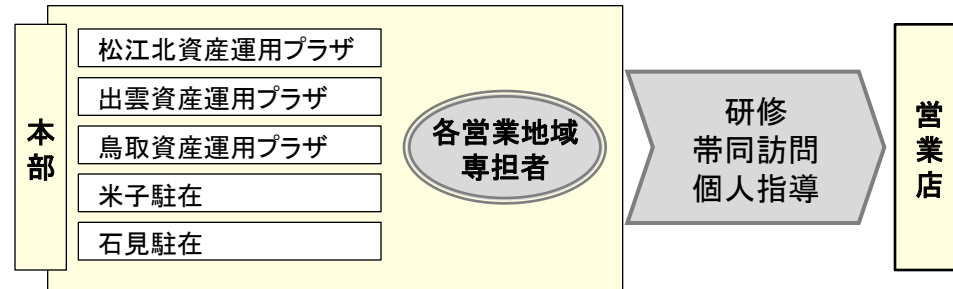 本部
松江北資産運用プラザ
出雲資産運用プラザ
鳥取資産運用プラザ
米子駐在
石見駐在
各営業地域
専担者
研修
帯同訪問
個人指導
営業店